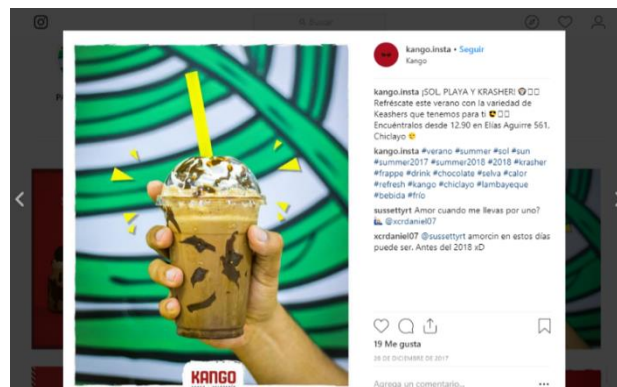 Buscar
kango.insta • Seguir
Kango
kango.insta ¡SOL, PLAYA Y KRASHER!
Refréscate este verano con la variedad de
Keashers que tenemos para ti
Encuéntralos desde 12.90 en Elías Aguirre 561,
Chiclayo
kango.insta #verano #summer #sol #sun
#summer2017 #summer2018 #2018 #krasher
#frappe #drink #chocolate #selva #calor
#refresh #kango #chiclayo #lambayeque
#bebida #frío
sussettyrt Amor cuando me llevas por uno?
@xcrdaniel07
xcrdaniel07 @sussettyrt amorcin en estos días
puede ser. Antes del 2018 xD
19 Me gusta
28 DE DICIEMBRE DE 2017
Agrega un comentario...
KANGO